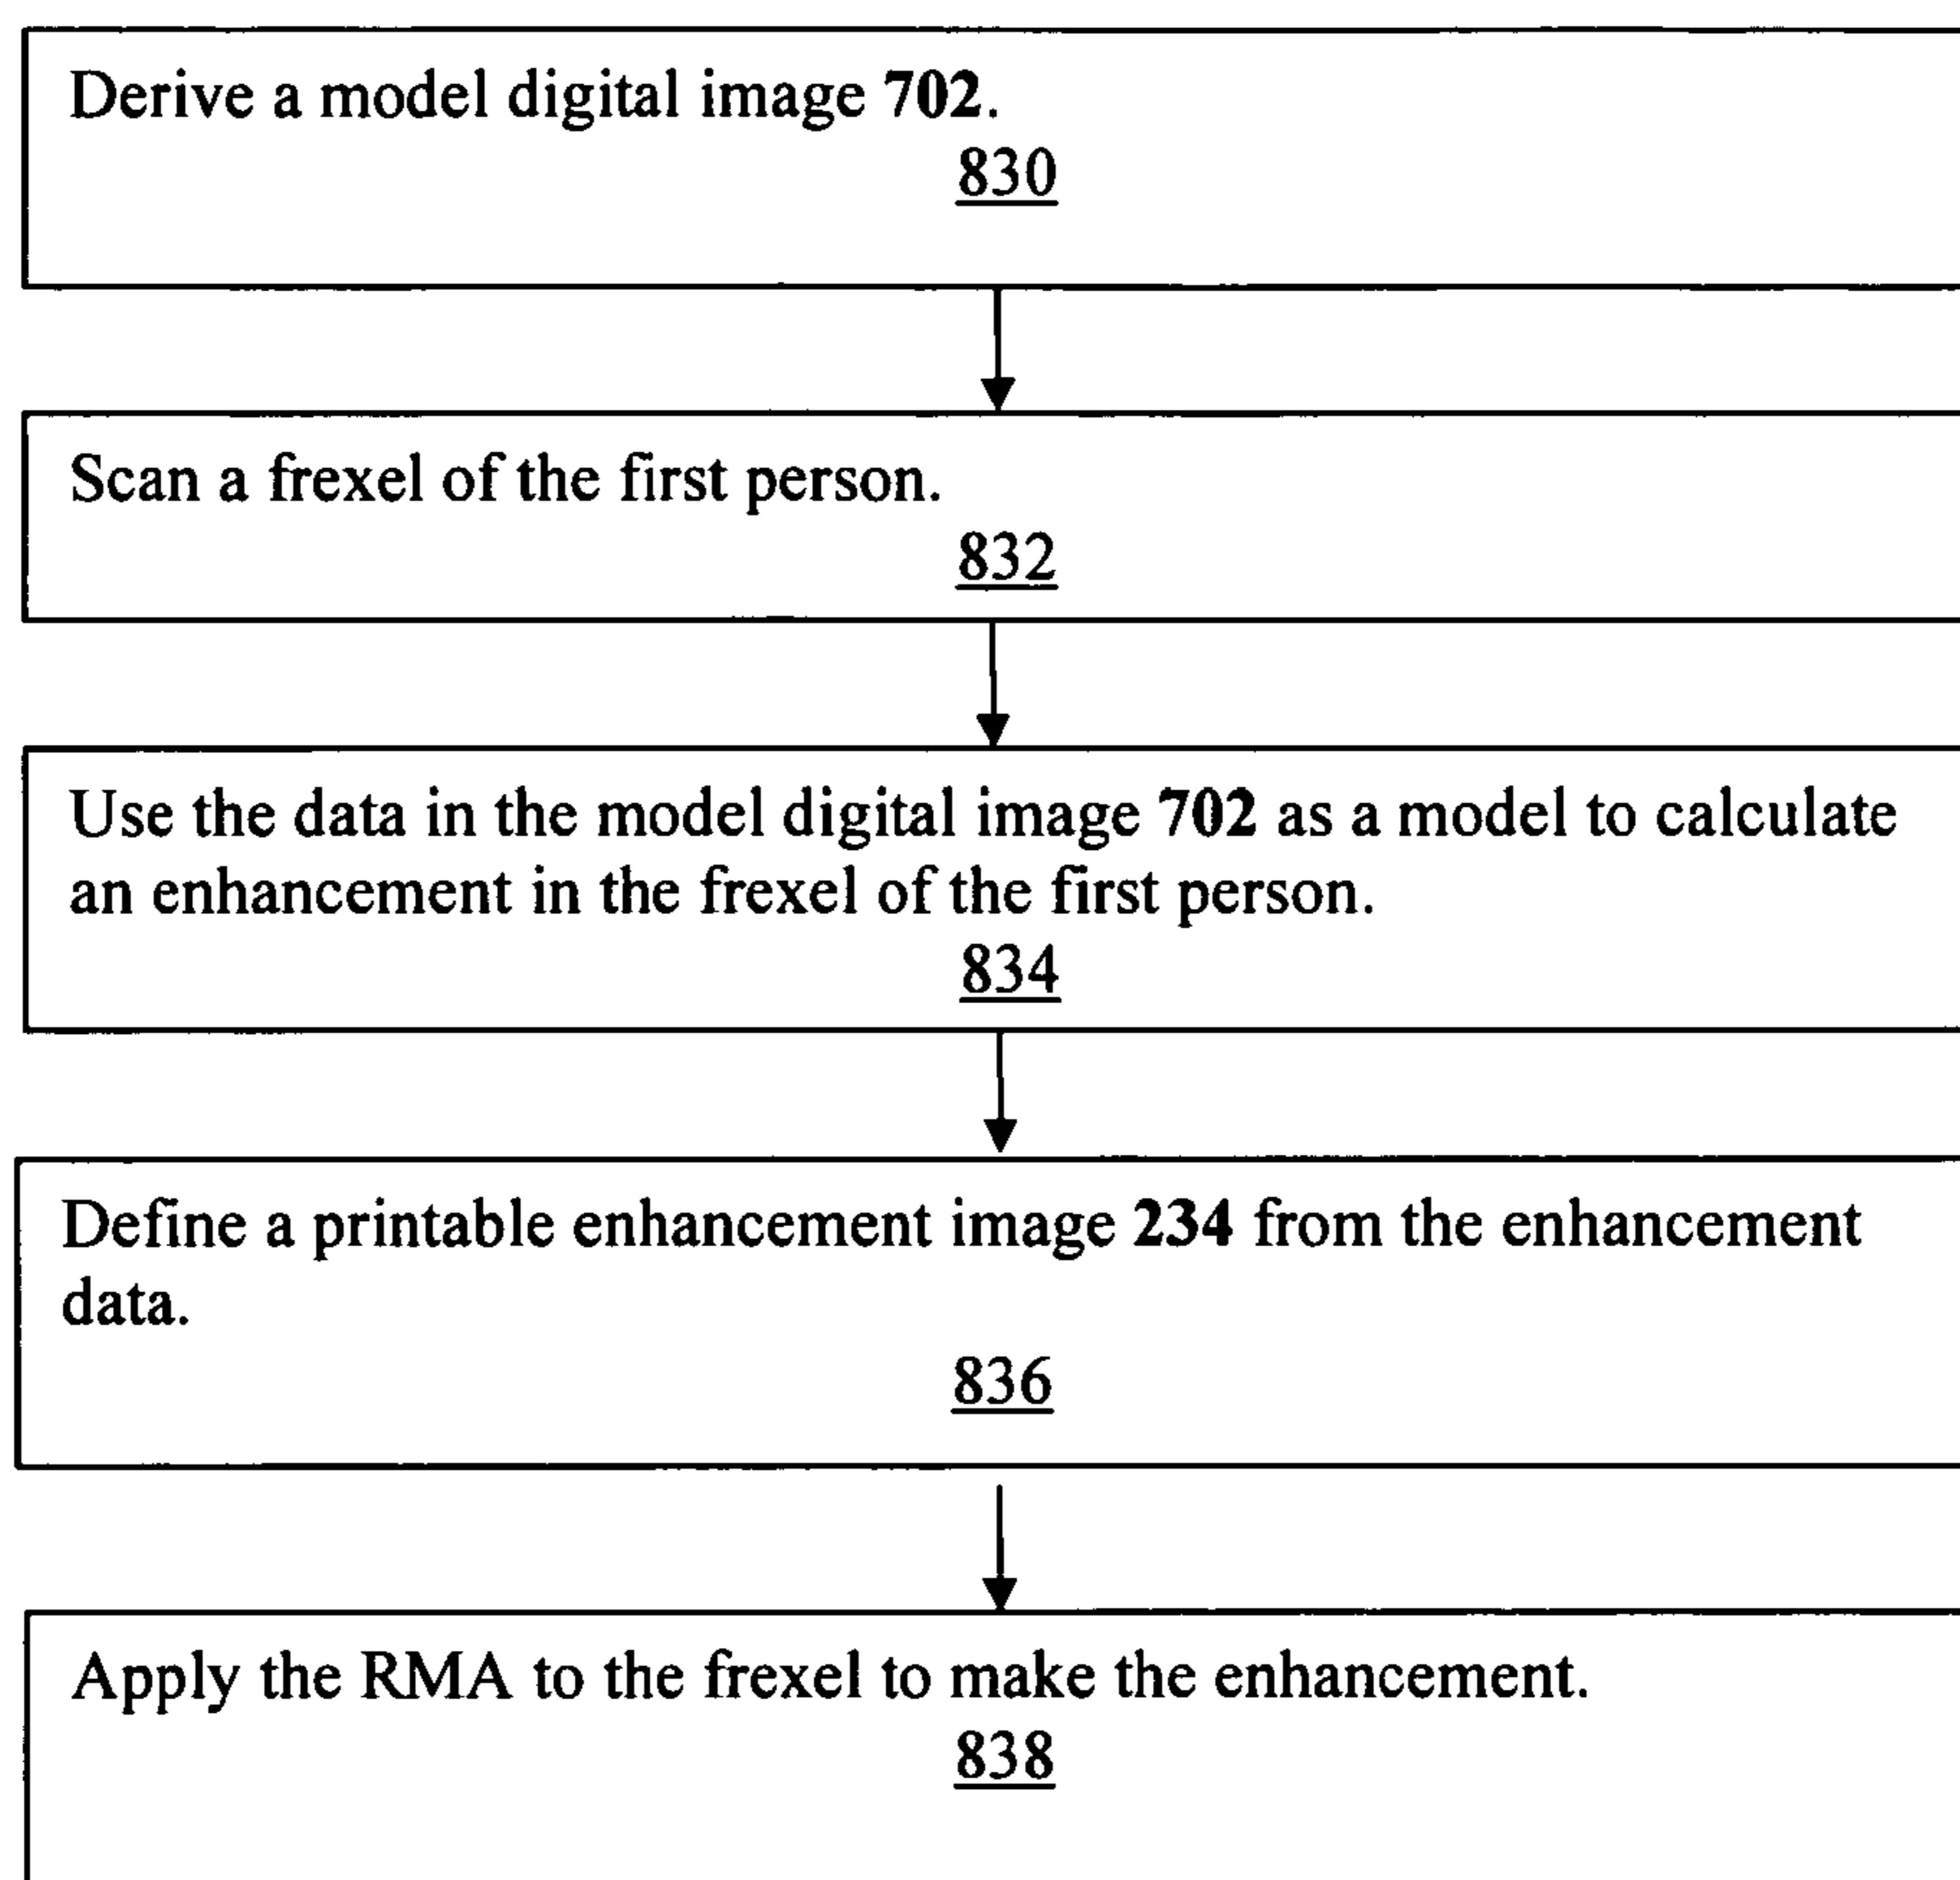 Derive a model digital image 702.
830
Scan a frexel of the first person.
832
Use the data in the model digital image 702 as a model to calculate
an enhancement in the frexel of the first person.
834
Define a printable enhancement image 234 from the enhancement
data.
836
Apply the RMA to the frexel to make the enhancement.
838